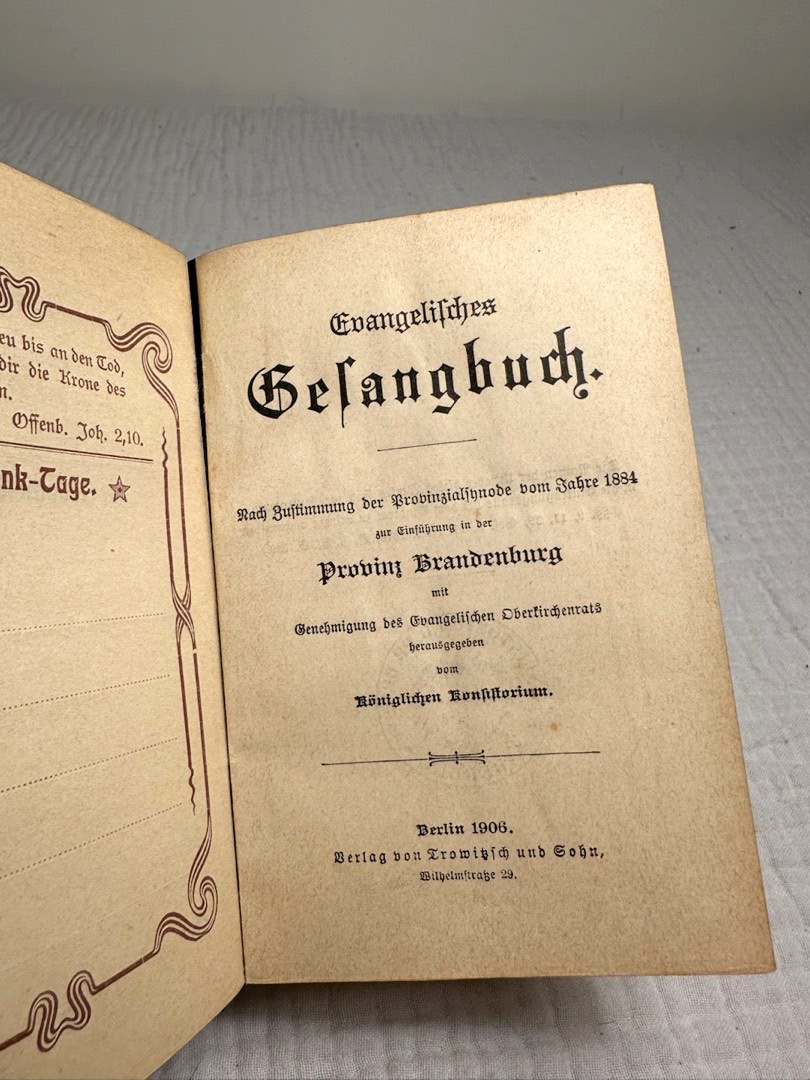 eu bis an den Tod,
dir die Krone des
n.
Offenb. Joh. 2,10.
nk-Tage.
Evangelisches
Gesangbuch.
Nach Zustimmung der Provinzialsynode vom Jahre 1884
zur Einführung in der
Provinz Brandenburg
mit
Genehmigung des Evangelischen Oberkirchenrats
herausgegeben
vom
Königlichen Konsistorium.
Berlin 1906.
Verlag von Trowitzsch und Sohn,
Wilhelmstraße 29.